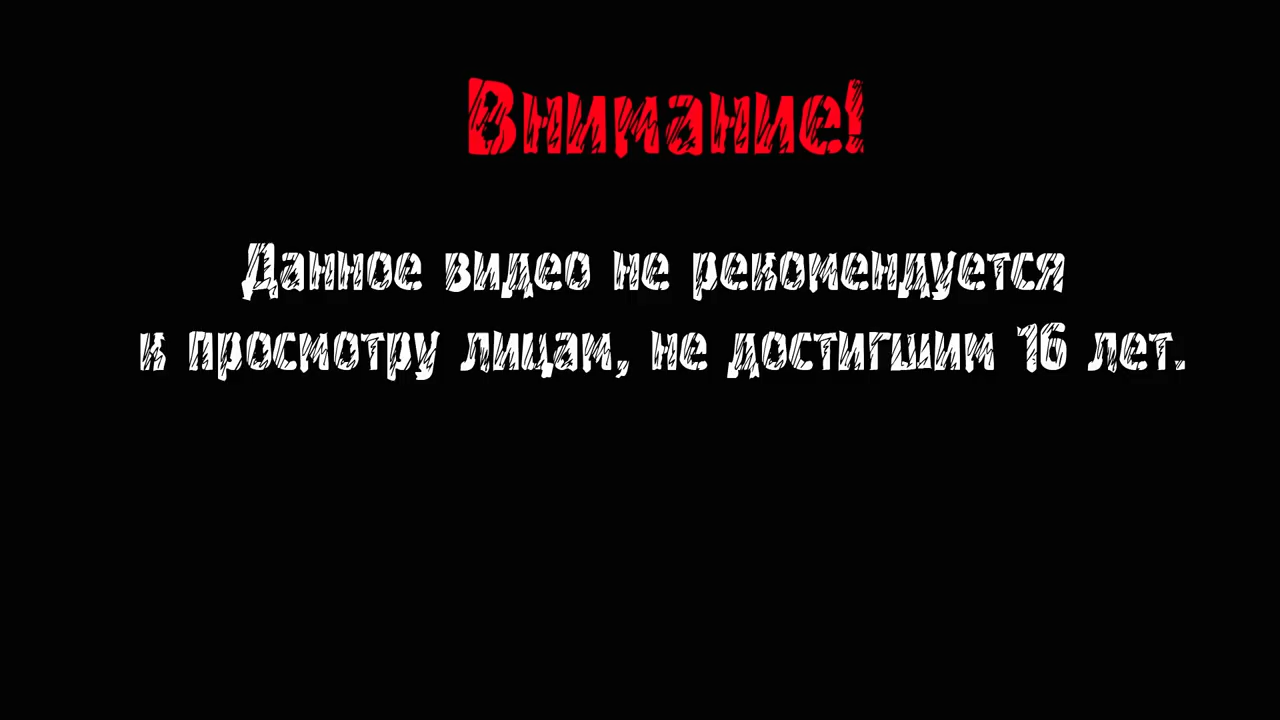 Внимание!
Данное видео не рекомендуется
к просмотру лицам, не достигшим 16 лет.